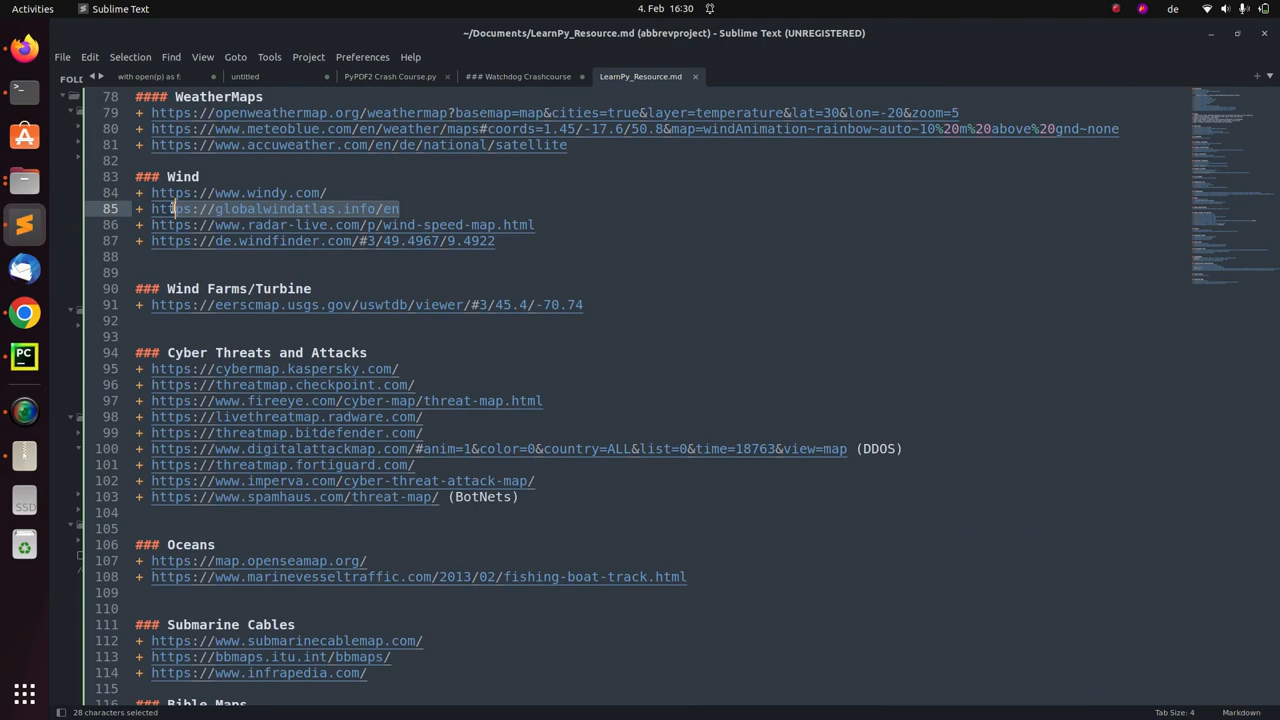 Activities
Sublime Text
4. Feb 16:30
de
~/Documents/LearnPy_Resource.md (abbrevproject) - Sublime Text (UNREGISTERED)
File Edit Selection Find View Goto Tools Project Preferences Help
FOL
with open(p) as f:
untitled
PyPDF2 Crash Course.py
### Watchdog Crashcourse
LearnPy_Resource.md
78 #### WeatherMaps
79 + https://openweathermap.org/weathermap?basemap=map&cities=true&layer=temperature&lat=30&lon=-20&zoom=5
80 + https://www.meteoblue.com/en/weather/maps#coords=1.45/-17.6/50.8&map=windAnimation~rainbow~auto~10%20m%20above%20gnd~none
81 + https://www.accuweather.com/en/de/national/satellite
82
83 ### Wind
84 + https://www.windy.com/
85 + https://globalwindatlas.info/en
86 + https://www.radar-live.com/p/wind-speed-map.html
87 + https://de.windfinder.com/#3/49.4967/9.4922
88
89
90 ### Wind Farms/Turbine
91 + https://eerscmap.usgs.gov/uswtdb/viewer/#3/45.4/-70.74
92
93
94 ### Cyber Threats and Attacks
95 + https://cybermap.kaspersky.com/
96 + https://threatmap.checkpoint.com/
97 + https://www.fireeye.com/cyber-map/threat-map.html
98 + https://livethreatmap.radware.com/
99 + https://threatmap.bitdefender.com/
100 + https://www.digitalattackmap.com/#anim=1&color=0&country=ALL&list=0&time=18763&view=map (DDOS)
101 + https://threatmap.fortiguard.com/
102 + https://www.imperva.com/cyber-threat-attack-map/
103 + https://www.spamhaus.com/threat-map/ (BotNets)
104
105
106 ### Oceans
107 + https://map.openseamap.org/
108 + https://www.marinevesseltraffic.com/2013/02/fishing-boat-track.html
109
110
111 ### Submarine Cables
112 + https://www.submarinecablemap.com/
113 + https://bbmaps.itu.int/bbmaps/
114 + https://www.infrapedia.com/
115
116 ### Bible Maps
PC
SSD
28 characters selected
Tab Size: 4
Markdown